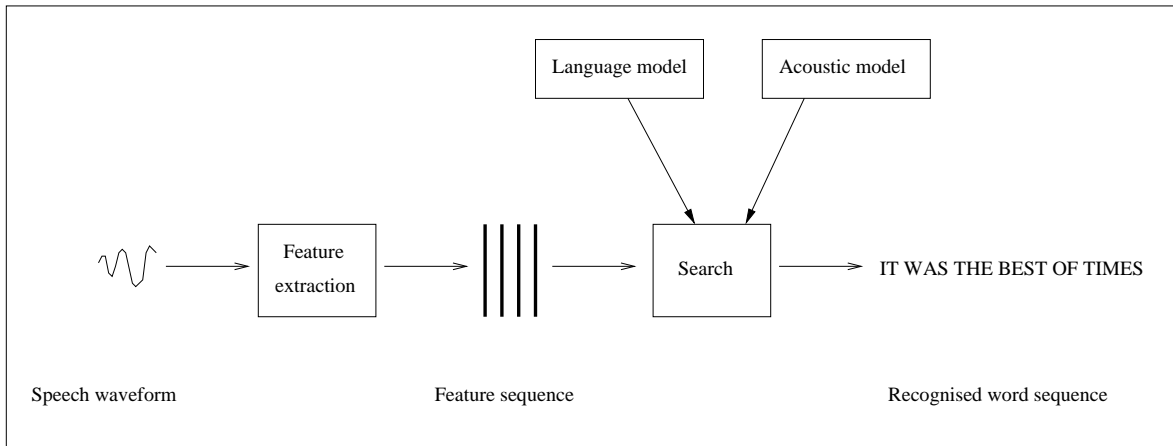 Language model
Acoustic model
Feature
extraction
Search
IT WAS THE BEST OF TIMES
Speech waveform
Feature sequence
Recognised word sequence